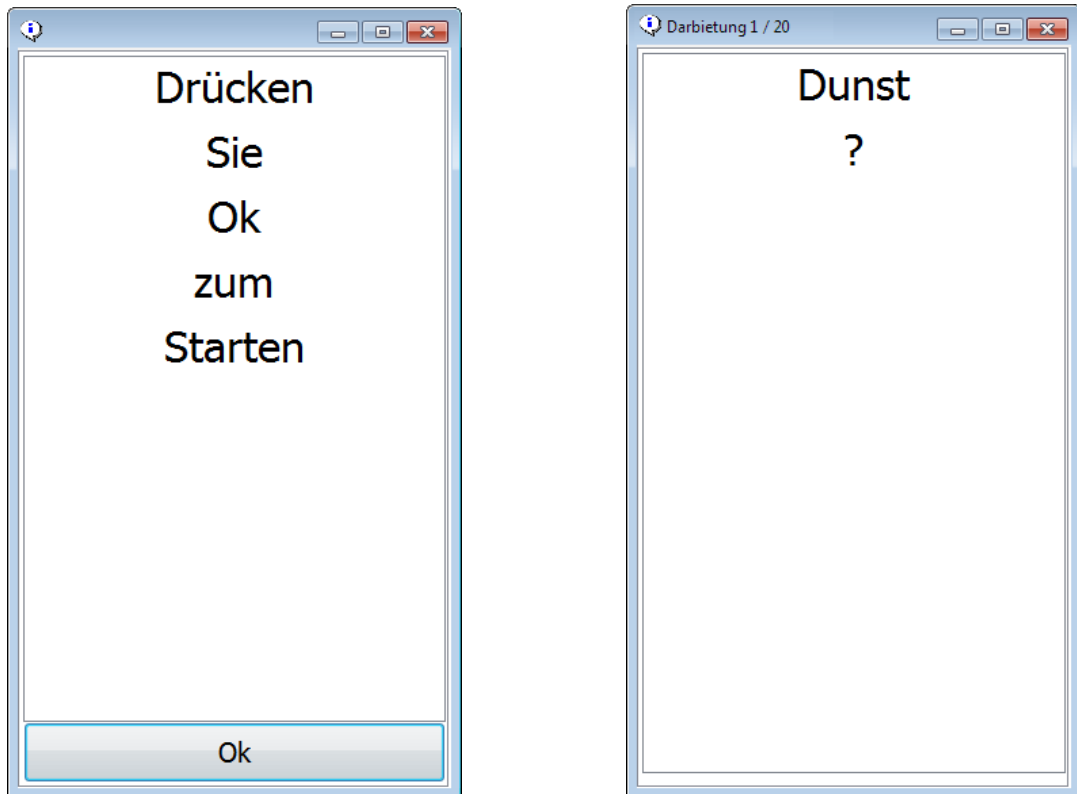 Drücken
Sie
Ok
zum
Starten
Ok
Darbietung 1 / 20
Dunst
?